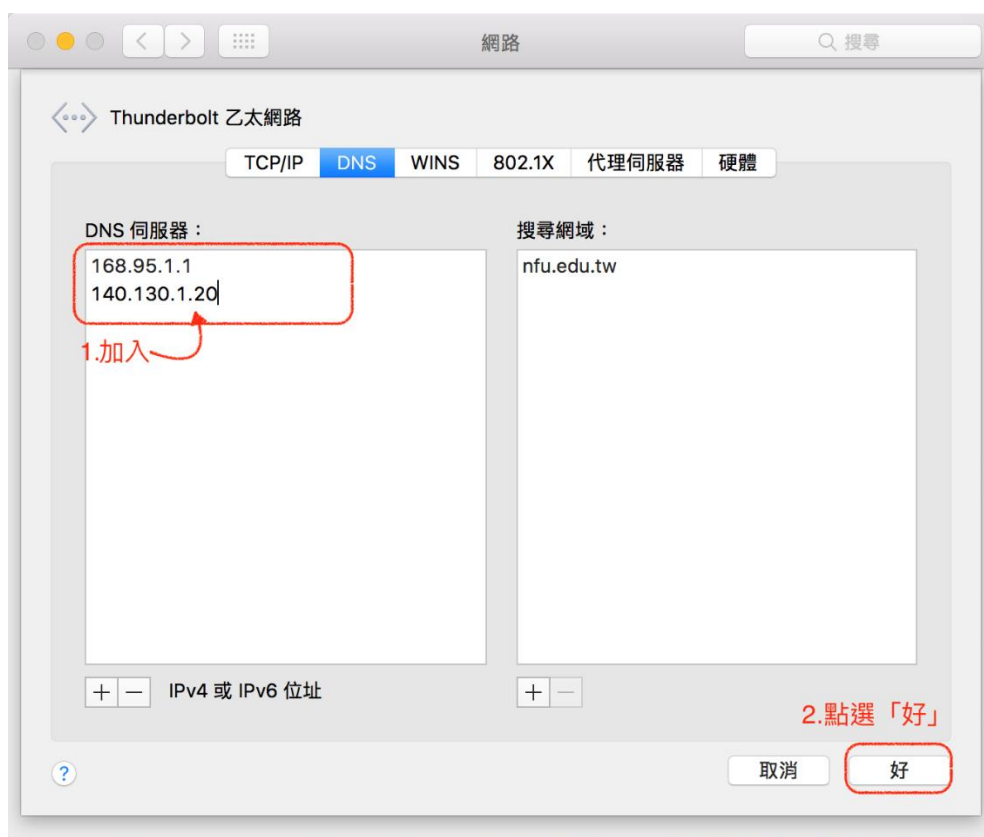 網路
搜尋
Thunderbolt 乙太網路
TCP/IP
DNS
WINS
802.1X
代理伺服器
硬體
DNS 伺服器：
搜尋網域：
168.95.1.1
140.130.1.20
nfu.edu.tw
1.加入
IPv4 或 IPv6 位址
2.點選「好」
?
取消
好